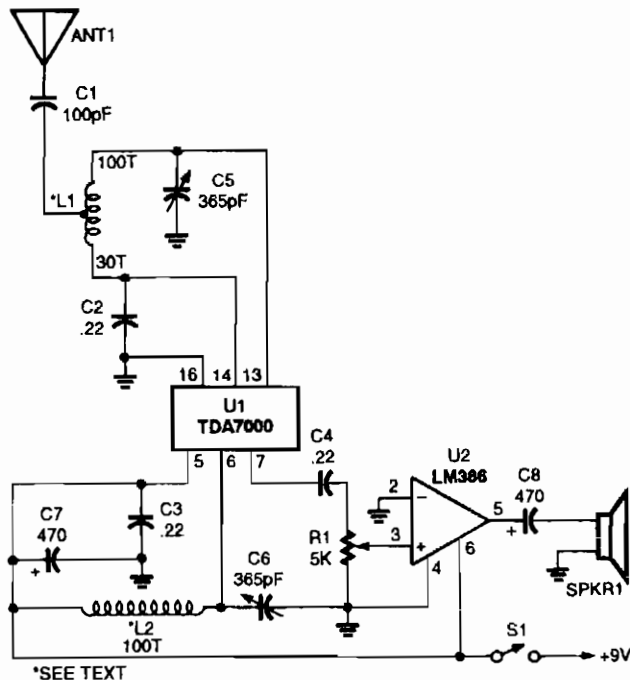 ANT1
C1
100pF
100T
*L1
C5
365pF
30T
C2
.22
16
14
13
U1
TDA7000
5
6
7
C4
.22
U2
LM386
C8
470
2
−
5
C7
470
+
C3
.22
R1
5K
3
+
4
6
+
SPKR1
C6
365pF
*L2
100T
S1
+9V
*SEE TEXT